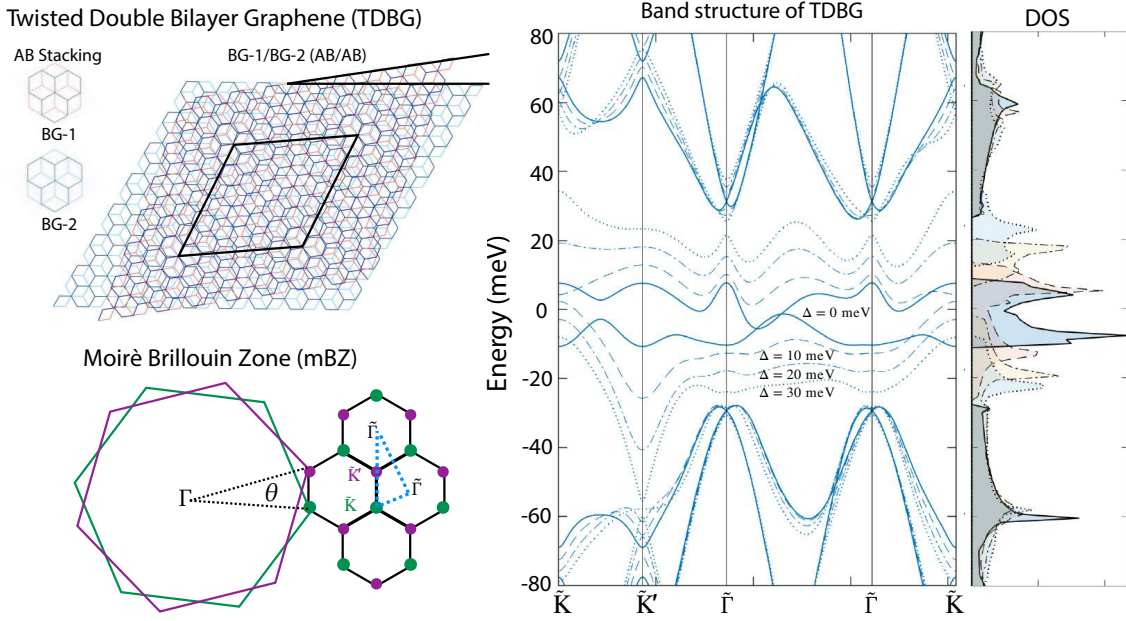 Twisted Double Bilayer Graphene (TDBG)
AB Stacking
BG-1/BG-2 (AB/AB)
BG-1
BG-2
Moirè Brillouin Zone (mBZ)
Γ
θ
Γ̃
K̃'
K̃
Γ̃
Band structure of TDBG
Energy (meV)
80
60
40
20
0
-20
-40
-60
-80
Δ = 0 meV
Δ = 10 meV
Δ = 20 meV
Δ = 30 meV
K̃ K̃' Γ̃ Γ̃ K̃
DOS